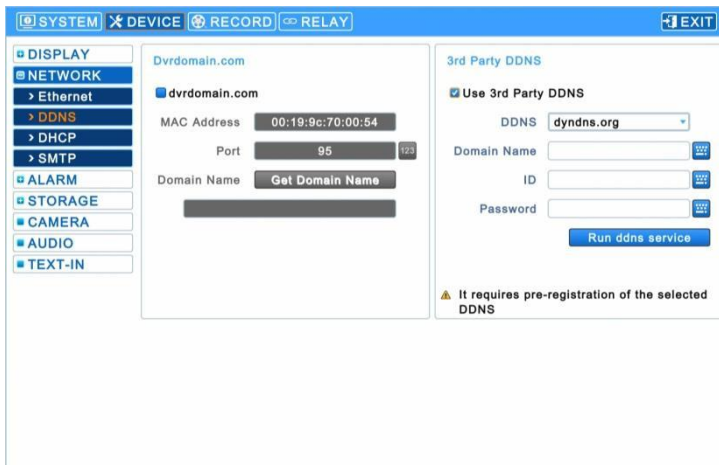 SYSTEM DEVICE RECORD RELAY EXIT
DISPLAY
NETWORK
> Ethernet
> DDNS
> DHCP
> SMTP
ALARM
STORAGE
CAMERA
AUDIO
TEXT-IN
Dvrdomain.com
dvrdomain.com
MAC Address 00:19:9c:70:00:54
Port 95 123
Domain Name Get Domain Name
3rd Party DDNS
Use 3rd Party DDNS
DDNS dyndns.org
Domain Name
ID
Password
Run ddns service
It requires pre-registration of the selected
DDNS